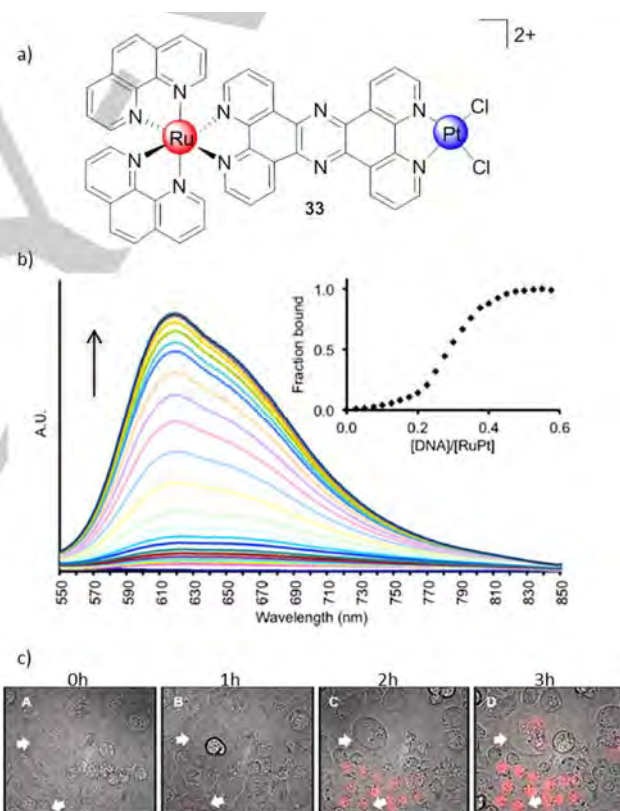 a)
2+
N N N N Cl
Ru Pt
N N N N Cl
N N
33
b)
A.U.
Fraction bound
1.0
0.5
0.0
0.0 0.2 0.4 0.6
[DNA]/[RuPt]
550 570 590 610 630 650 670 690 710 730 750 770 790 810 830 850
Wavelength (nm)
c)
0h 1h 2h 3h
A B C D